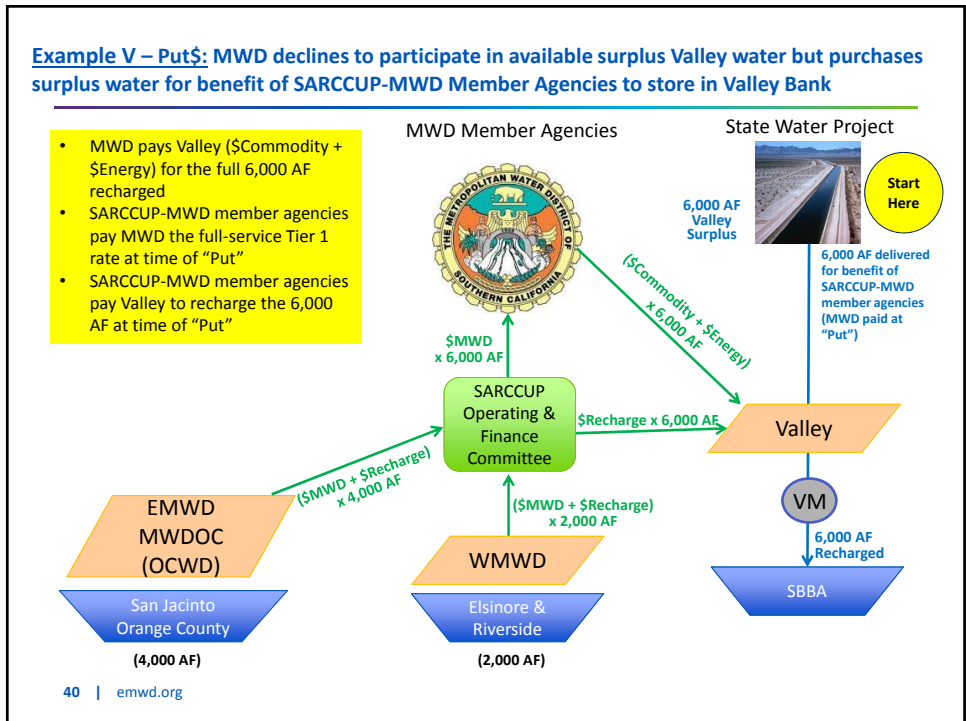 Example V – Put$: MWD declines to participate in available surplus Valley water but purchases
surplus water for benefit of SARCCUP-MWD Member Agencies to store in Valley Bank
• MWD pays Valley ($Commodity +
$Energy) for the full 6,000 AF
recharged
• SARCCUP-MWD member agencies
pay MWD the full-service Tier 1
rate at time of “Put”
• SARCCUP-MWD member agencies
pay Valley to recharge the 6,000
AF at time of “Put”
MWD Member Agencies
THE METROPOLITAN WATER DISTRICT OF
SOUTHERN CALIFORNIA
State Water Project
Start
Here
6,000 AF
Valley
Surplus
6,000 AF delivered
for benefit of
SARCCUP-MWD
member agencies
(MWD paid at
“Put”)
($Commodity + $Energy)
x 6,000 AF
$MWD
x 6,000 AF
SARCCUP
Operating &
Finance
Committee
$Recharge x 6,000 AF
Valley
($MWD + $Recharge)
x 4,000 AF
($MWD + $Recharge)
x 2,000 AF
VM
6,000 AF
Recharged
EMWD
MWDOC
(OCWD)
WMWD
SBBA
San Jacinto
Orange County
Elsinore &
Riverside
(4,000 AF)
(2,000 AF)
40 | emwd.org